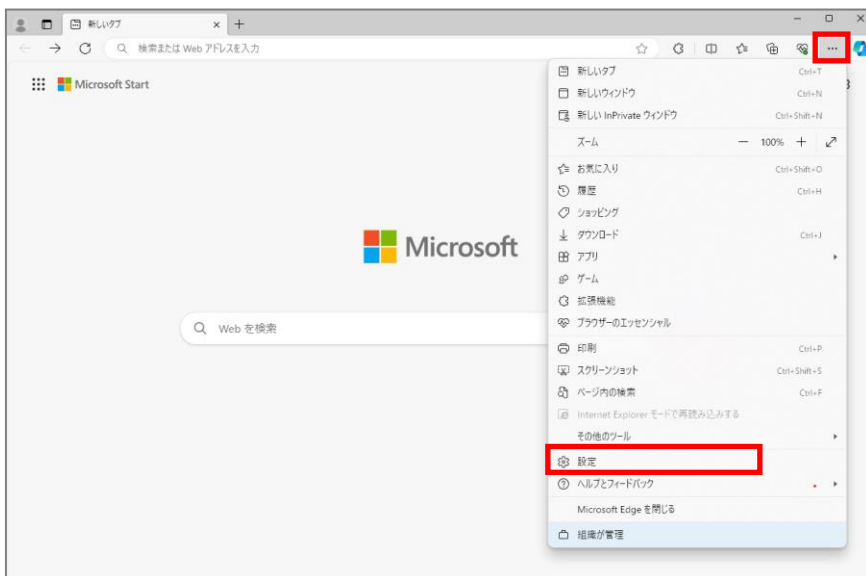 新しいタブ
検索または Web アドレスを入力
Microsoft Start
新しいタブ Ctrl+T
新しいウィンドウ Ctrl+N
新しい InPrivate ウィンドウ Ctrl+Shift+N
ズーム 100%
お気に入り Ctrl+Shift+O
履歴 Ctrl+H
ショッピング
ダウンロード Ctrl+J
アプリ
ゲーム
拡張機能
ブラウザーのエッセンシャル
Microsoft
Web を検索
印刷 Ctrl+P
スクリーンショット Ctrl+Shift+S
ページ内の検索 Ctrl+F
Internet Explorer モードで再読み込みする
その他のツール
設定
ヘルプとフィードバック
Microsoft Edge を閉じる
組織が管理